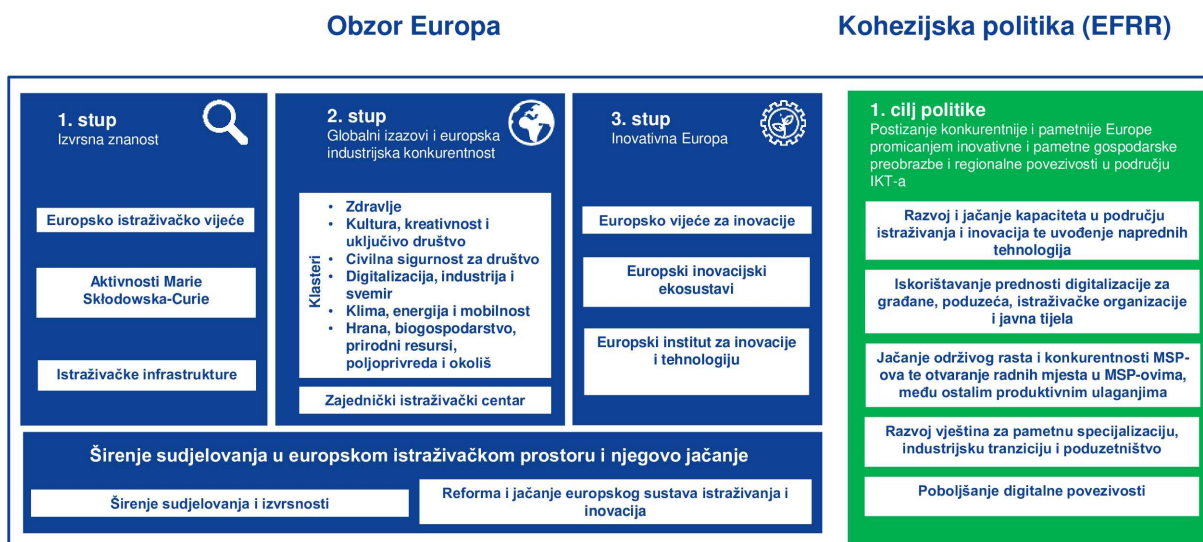 Obzor Europa
Kohezijska politika (EFRR)
1. stup
Izvrsna znanost
Europsko istraživačko vijeće
Aktivnosti Marie
Skłodowska-Curie
Istraživačke infrastrukture
2. stup
Globalni izazovi i europska
industrijska konkurentnost
Klasteri
• Zdravlje
• Kultura, kreativnost i
uključivo društvo
• Civilna sigurnost za društvo
• Digitalizacija, industrija i
svemir
• Klima, energija i mobilnost
• Hrana, biogospodarstvo,
prirodni resursi,
poljoprivreda i okoliš
Zajednički istraživački centar
3. stup
Inovativna Europa
Europsko vijeće za inovacije
Europski inovacijski
ekosustavi
Europski institut za inovacije
i tehnologiju
Širenje sudjelovanja u europskom istraživačkom prostoru i njegovo jačanje
Širenje sudjelovanja i izvrsnosti
Reforma i jačanje europskog sustava istraživanja i
inovacija
1. cilj politike
Postizanje konkurentnije i pametnije Europe
promicanjem inovativne i pametne gospodarske
preobrazbe i regionalne povezivosti u području
IKT-a
Razvoj i jačanje kapaciteta u području
istraživanja i inovacija te uvođenje naprednih
tehnologija
Iskorištavanje prednosti digitalizacije za
građane, poduzeća, istraživačke organizacije
i javna tijela
Jačanje održivog rasta i konkurentnosti MSP-
ova te otvaranje radnih mjesta u MSP-ovima,
među ostalim produktivnim ulaganjima
Razvoj vještina za pametnu specijalizaciju,
industrijsku tranziciju i poduzetništvo
Poboljšanje digitalne povezivosti